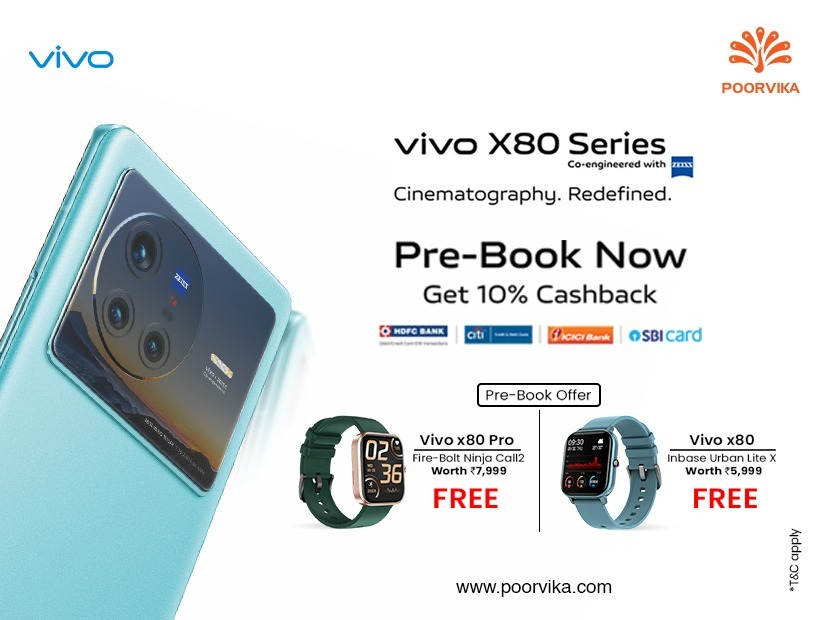 vivo
POORVIKA
vivo X80 Series
Co-engineered with ZEISS
Cinematography. Redefined.
Pre-Book Now
Get 10% Cashback
HDFC BANK
citi
ICICI Bank
SBI card
ZEISS
T*
Pre-Book Offer
Vivo x80 Pro
Fire-Bolt Ninja Call2
Worth ₹7,999
FREE
02
36
Vivo x80
Inbase Urban Lite X
Worth ₹5,999
FREE
09:30
www.poorvika.com
*T&C apply